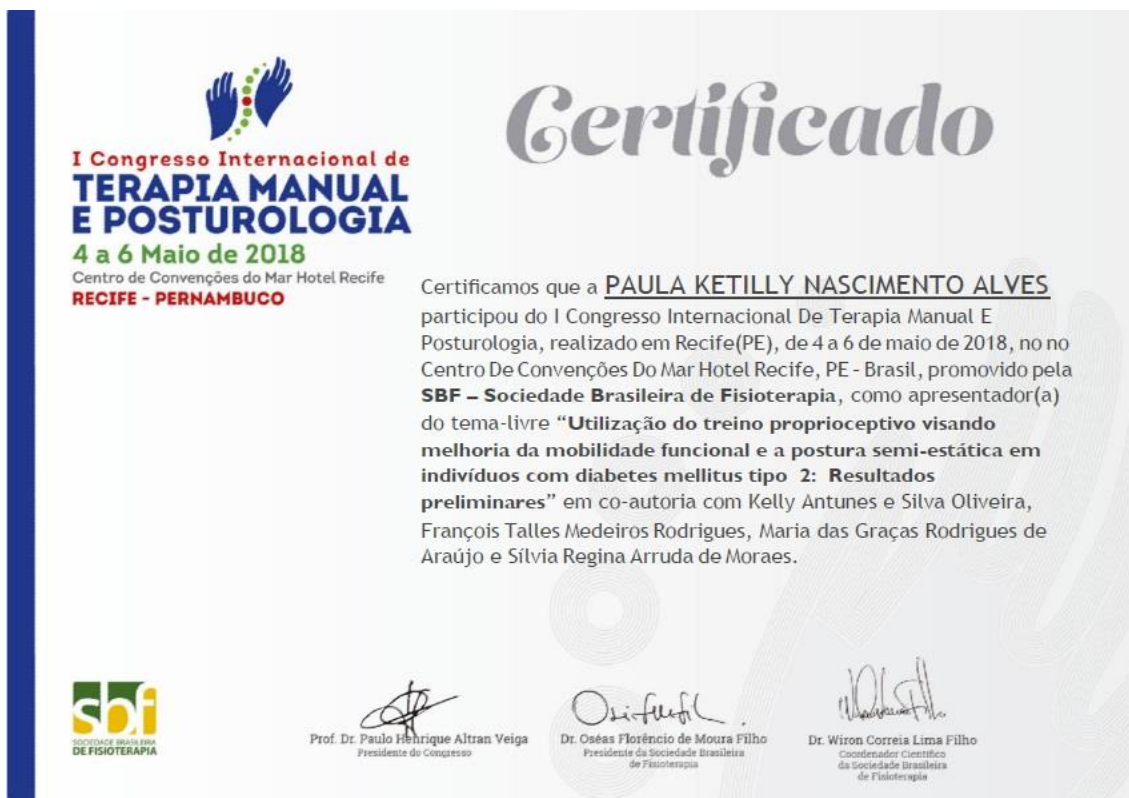 Certificado
I Congresso Internacional de
TERAPIA MANUAL
E POSTUROLOGIA
4 a 6 Maio de 2018
Centro de Convenções do Mar Hotel Recife
RECIFE - PERNAMBUCO
Certificamos que a PAULA KETILLY NASCIMENTO ALVES
participou do I Congresso Internacional De Terapia Manual E
Posturologia, realizado em Recife(PE), de 4 a 6 de maio de 2018, no no
Centro De Convenções Do Mar Hotel Recife, PE - Brasil, promovido pela
SBF – Sociedade Brasileira de Fisioterapia, como apresentador(a)
do tema-livre “Utilização do treino proprioceptivo visando
melhoria da mobilidade funcional e a postura semi-estática em
indivíduos com diabetes mellitus tipo 2: Resultados
preliminares” em co-autoria com Kelly Antunes e Silva Oliveira,
François Talles Medeiros Rodrigues, Maria das Graças Rodrigues de
Araújo e Sílvia Regina Arruda de Moraes.
sbf
SOCIEDADE BRASILEIRA
DE FISIOTERAPIA
Prof. Dr. Paulo Henrique Altran Veiga
Presidente do Congresso
Dr. Oséas Florêncio de Moura Filho
Presidente da Sociedade Brasileira
de Fisioterapia
Dr. Wiron Correia Lima Filho
Coordenador Científico
da Sociedade Brasileira
de Fisioterapia